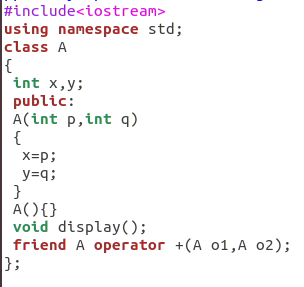 #include<iostream>
using namespace std;
class A
{
 int x,y;
 public:
 A(int p,int q)
 {
  x=p;
  y=q;
 }
 A(){}
 void display();
 friend A operator +(A o1,A o2);
};